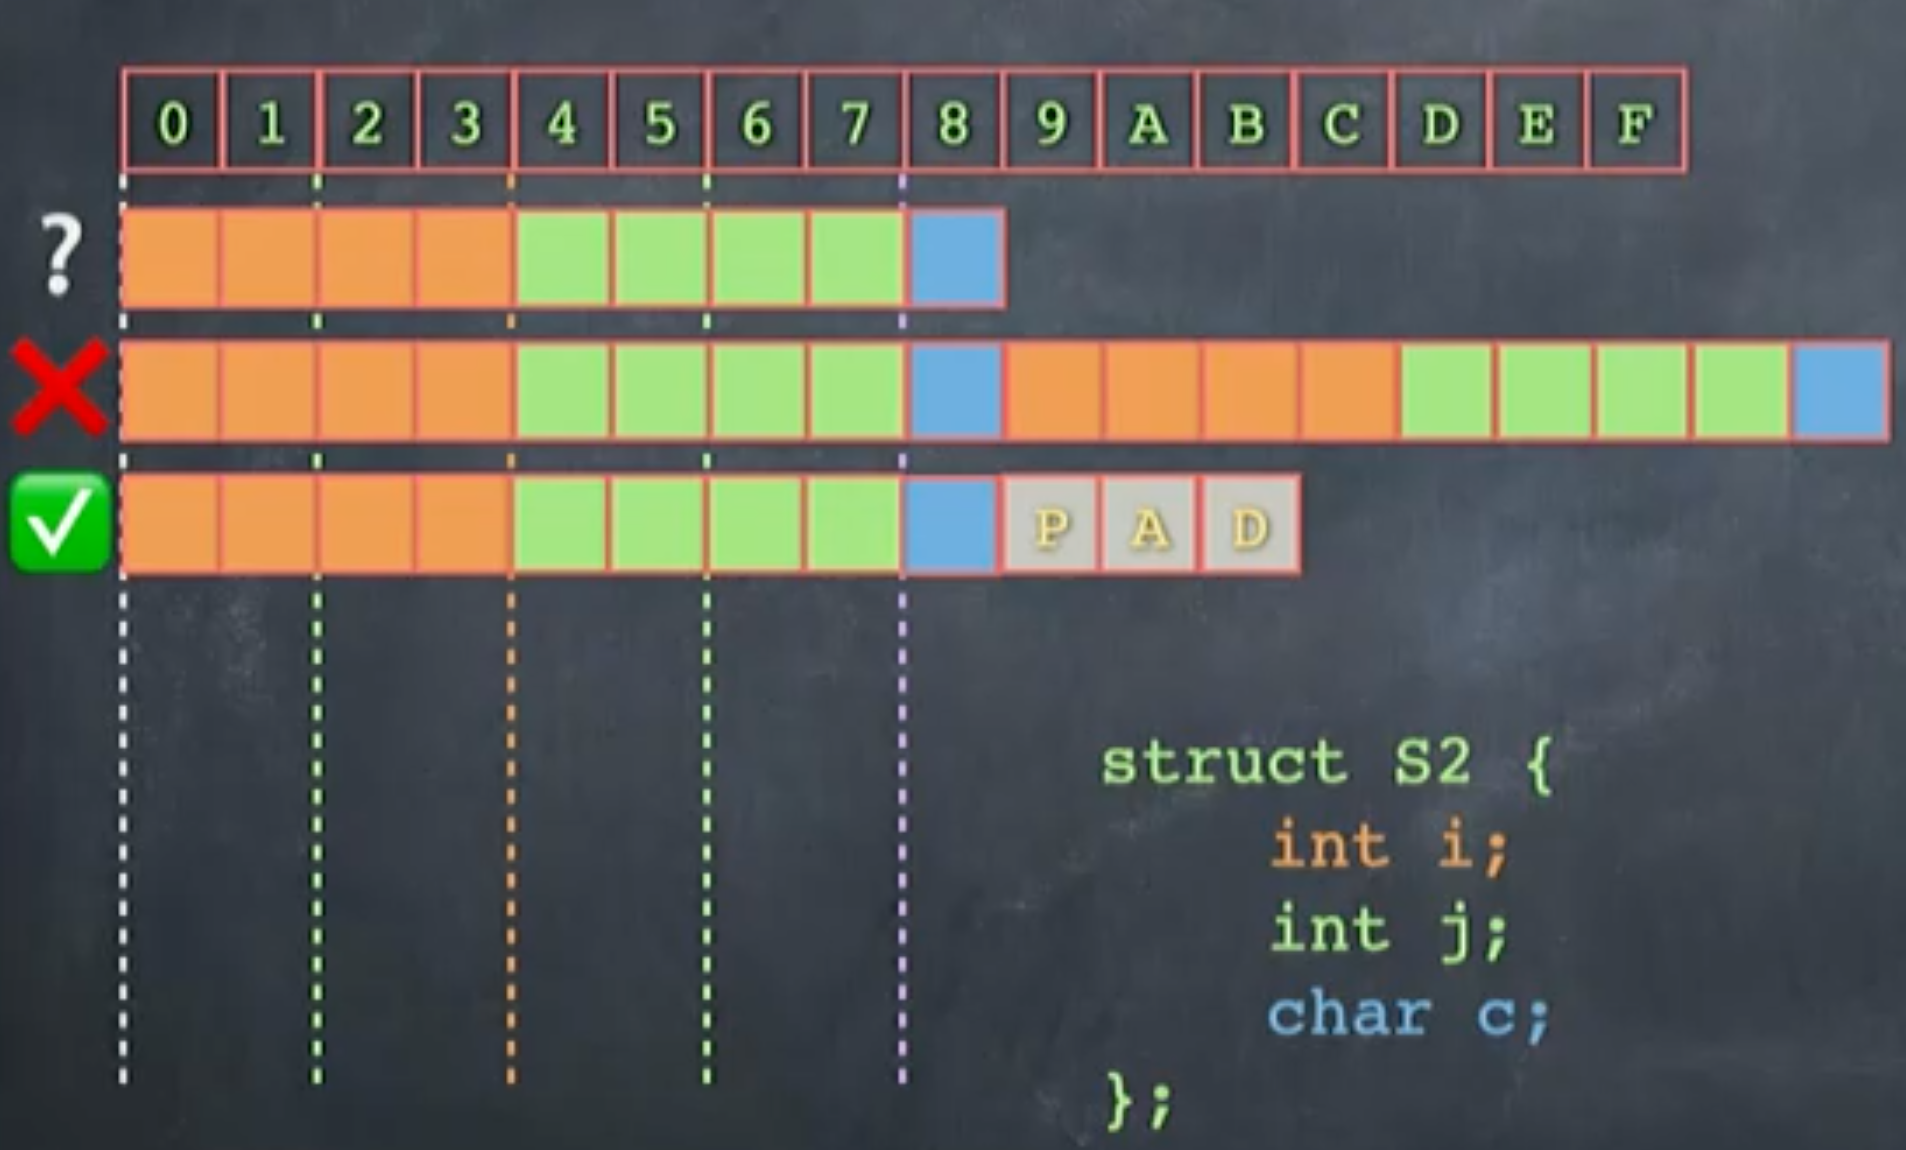 0 1 2 3 4 5 6 7 8 9 A B C D E F
?
P A D
struct S2 {
int i;
int j;
char c;
};